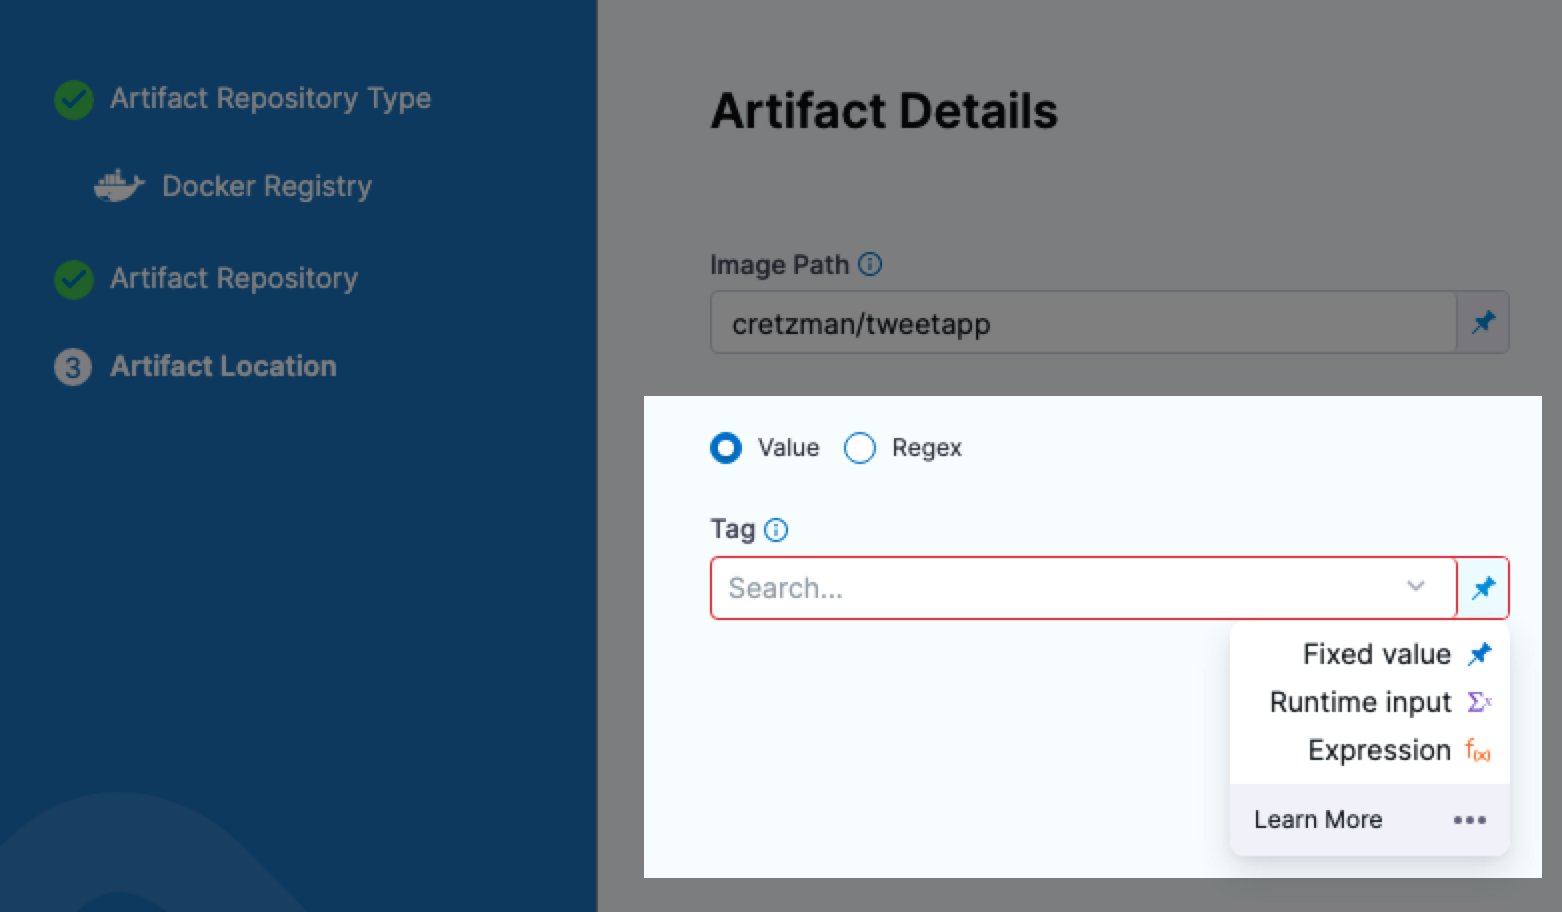 Artifact Repository Type
Docker Registry
Artifact Repository
3 Artifact Location
Artifact Details
Image Path
cretzman/tweetapp
Value Regex
Tag
Search...
Fixed value
Runtime input Σx
Expression f(x)
Learn More